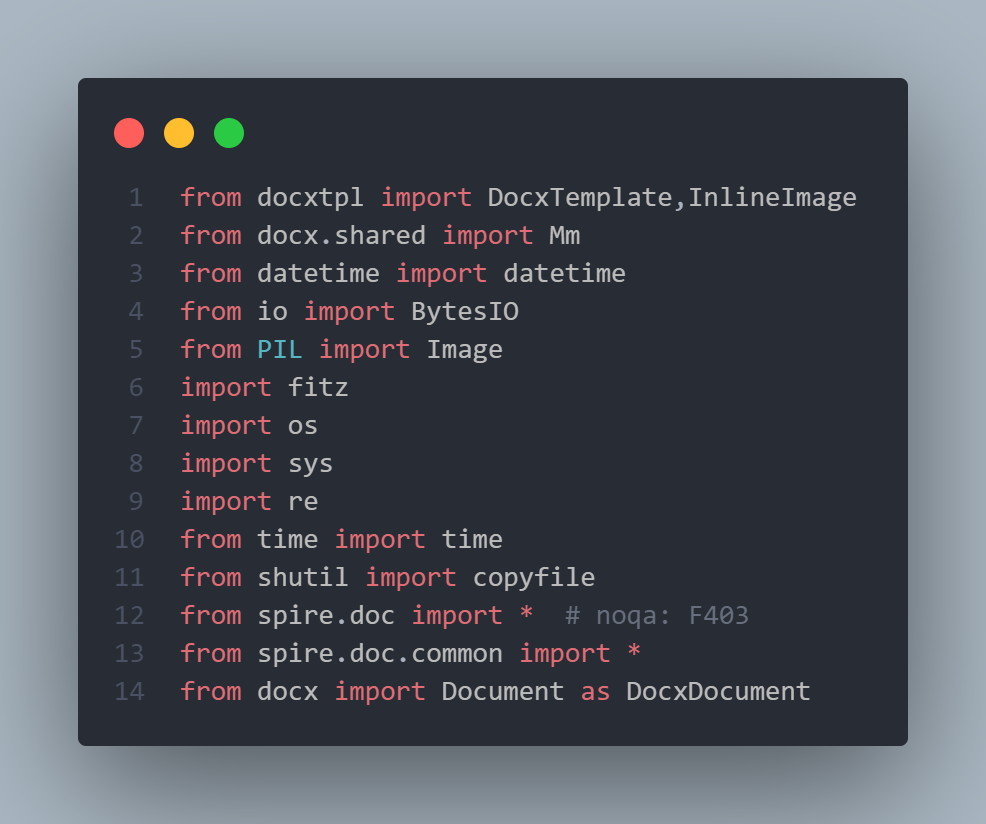 1 from docxtpl import DocxTemplate,InlineImage
2 from docx.shared import Mm
3 from datetime import datetime
4 from io import BytesIO
5 from PIL import Image
6 import fitz
7 import os
8 import sys
9 import re
10 from time import time
11 from shutil import copyfile
12 from spire.doc import *  # noqa: F403
13 from spire.doc.common import *
14 from docx import Document as DocxDocument